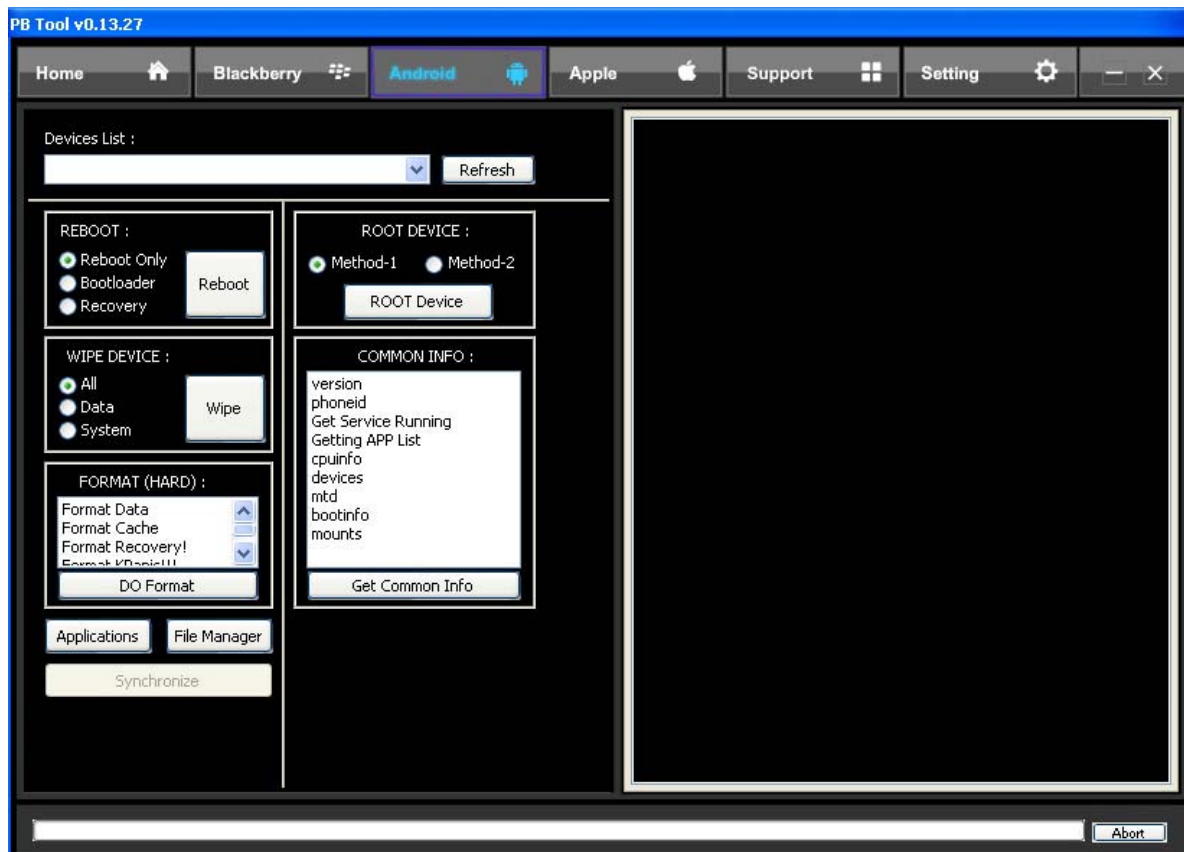 PB Tool v0.13.27
Home Blackberry Android Apple Support Setting
Devices List :
Refresh
REBOOT :
Reboot Only
Bootloader
Recovery
Reboot
ROOT DEVICE :
Method-1 Method-2
ROOT Device
WIPE DEVICE :
All
Data
System
Wipe
COMMON INFO :
version
phoneid
Get Service Running
Getting APP List
cpuinfo
devices
mtd
bootinfo
mounts
Get Common Info
FORMAT (HARD) :
Format Data
Format Cache
Format Recovery!
Format KPanic!!!
DO Format
Applications File Manager
Synchronize
Abort